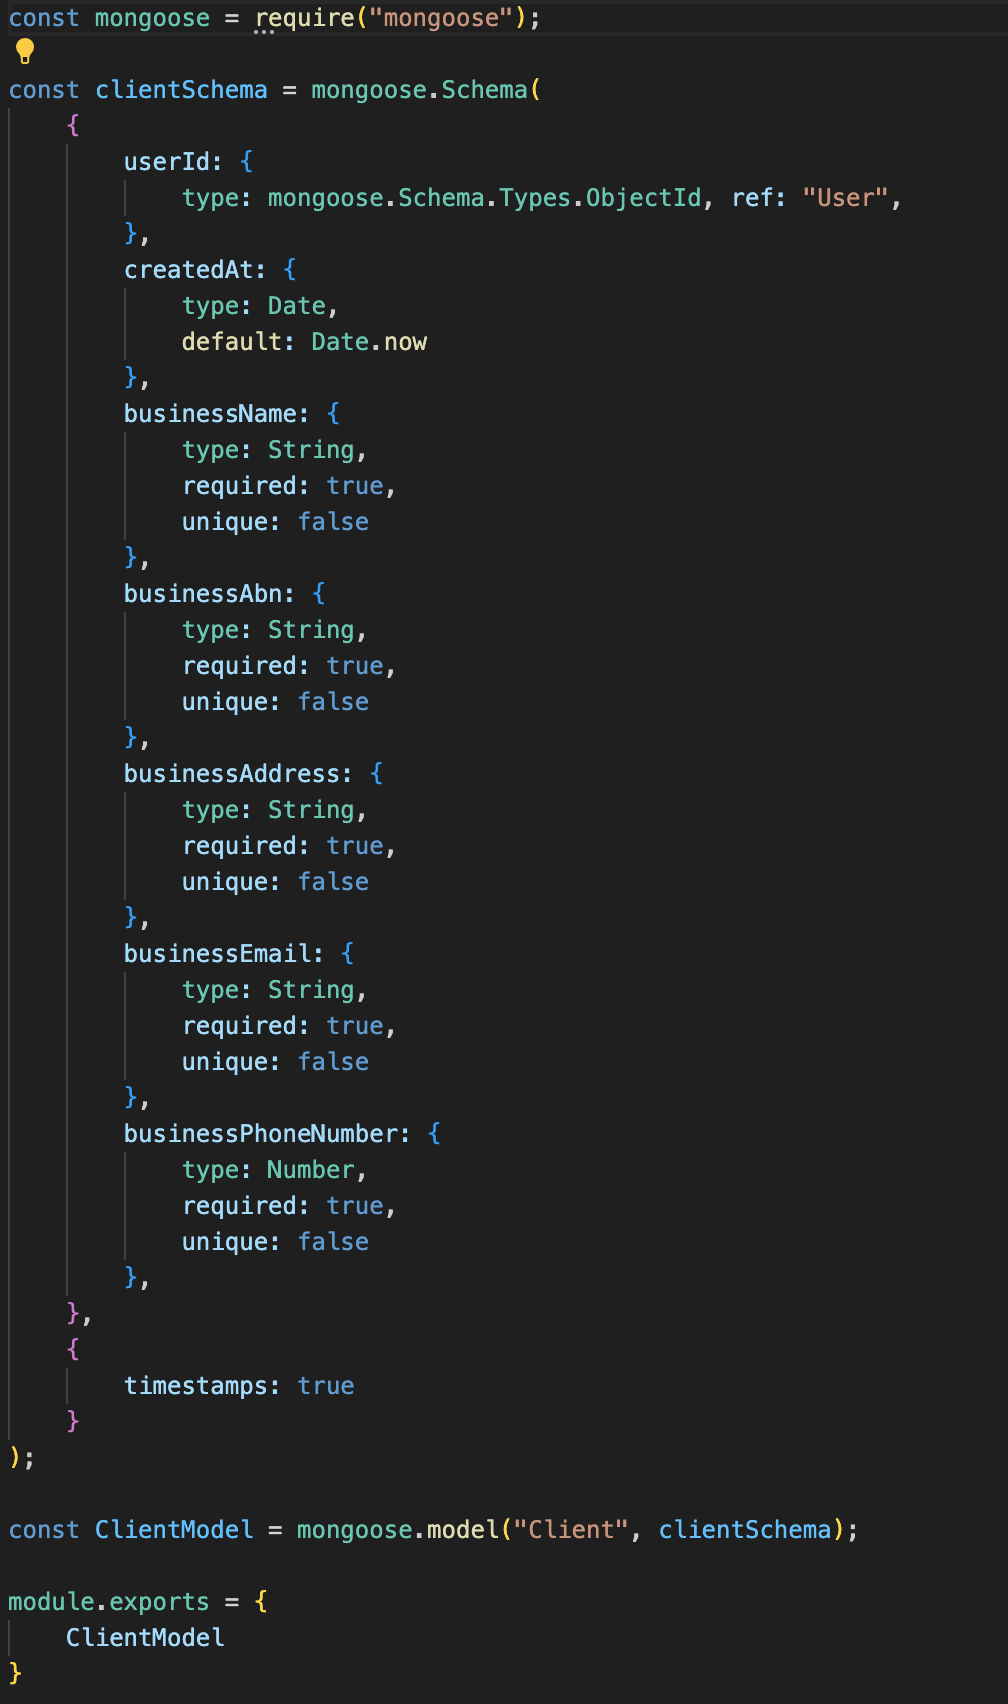 const mongoose = require("mongoose");
const clientSchema = mongoose.Schema(
{
userId: {
type: mongoose.Schema.Types.ObjectId, ref: "User",
},
createdAt: {
type: Date,
default: Date.now
},
businessName: {
type: String,
required: true,
unique: false
},
businessAbn: {
type: String,
required: true,
unique: false
},
businessAddress: {
type: String,
required: true,
unique: false
},
businessEmail: {
type: String,
required: true,
unique: false
},
businessPhoneNumber: {
type: Number,
required: true,
unique: false
},
},
{
timestamps: true
}
);
const ClientModel = mongoose.model("Client", clientSchema);
module.exports = {
ClientModel
}